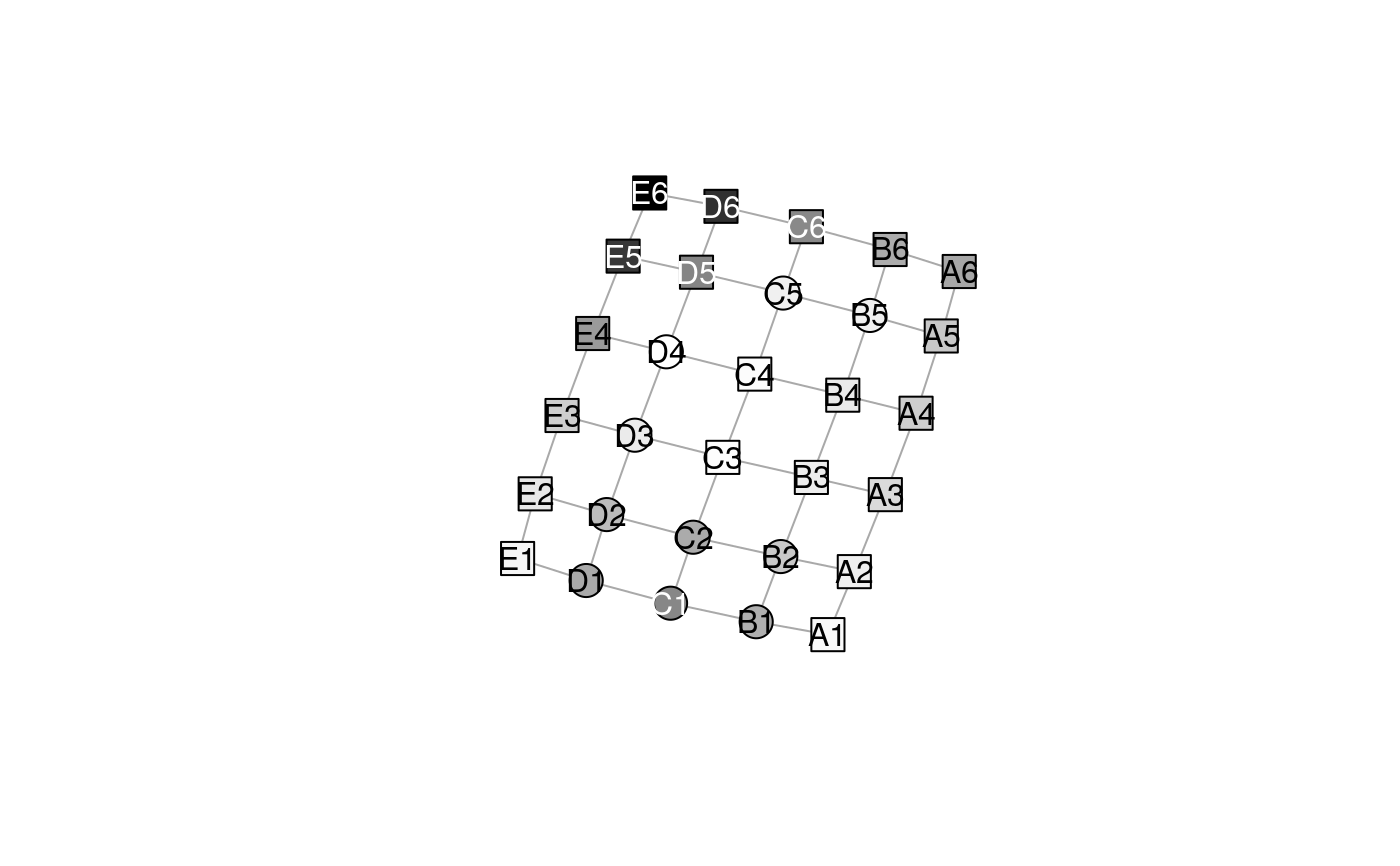 E6 D6 C6 B6 A6
E5 D5 C5 B5 A5
E4 D4 C4 B4 A4
E3 D3 C3 B3 A3
E2 D2 C2 B2 A2
E1 D1 C1 B1 A1